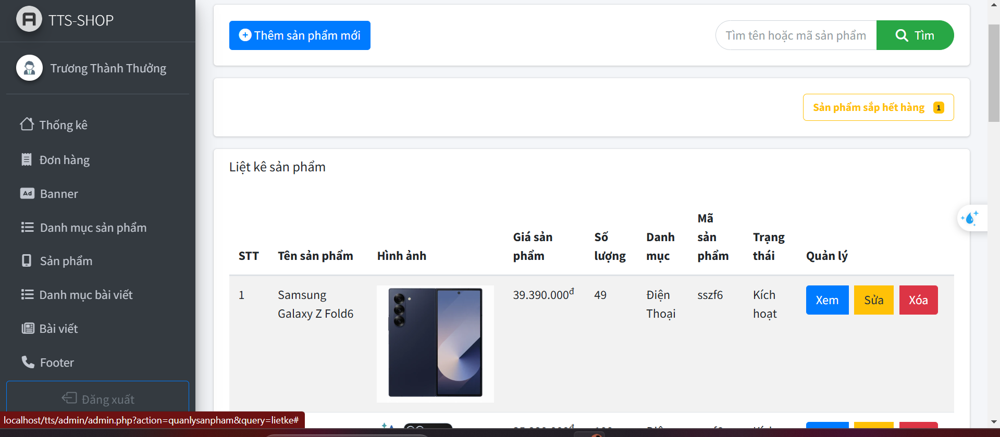 TTS-SHOP
Trương Thành Thưởng
Thống kê
Đơn hàng
Ad Banner
Danh mục sản phẩm
Sản phẩm
Danh mục bài viết
Bài viết
Footer
Đăng xuất
localhost/tts/admin/admin.php?action=quanlysanpham&query=lietke#
Thêm sản phẩm mới
Tìm tên hoặc mã sản phẩm
Tìm
Sản phẩm sắp hết hàng 1
Liệt kê sản phẩm
STT
Tên sản phẩm
Hình ảnh
Giá sản
phẩm
Số
lượng
Danh
mục
Mã
sản
phẩm
Trạng
thái
Quản lý
1
Samsung
Galaxy Z Fold6
39.390.000đ
49
Điện
Thoại
sszf6
Kích
hoạt
Xem
Sửa
Xóa